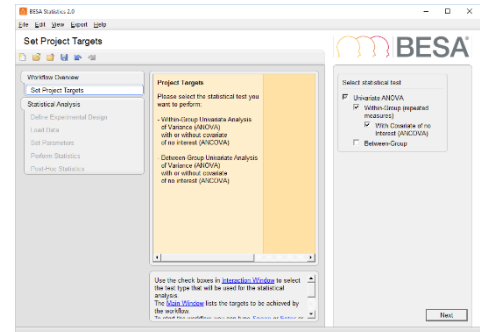 BESA Statistics 2.0
File Edit View Export Help
Set Project Targets
BESA
Workflow Overview
Set Project Targets
Statistical Analysis
Define Experimental Design
Load Data
Set Parameters
Perform Statistics
Post-Hoc Statistics
Project Targets
Please select the statistical test you
want to perform:
- Within-Group Univariate Analysis
of Variance (ANOVA)
with or without covariate
of no interest (ANCOVA)
- Between Group Univariate Analysis
of Variance (ANOVA)
with or without covariate
of no interest (ANCOVA)
Use the check boxes in Interaction Window to select
the test type that will be used for the statistical
analysis.
The Main Window lists the targets to be achieved by
the workflow.
Select statistical test
Univariate ANOVA
Within-Group (repeated
measures)
With Covariate of no
Interest (ANCOVA)
Between-Group
Next